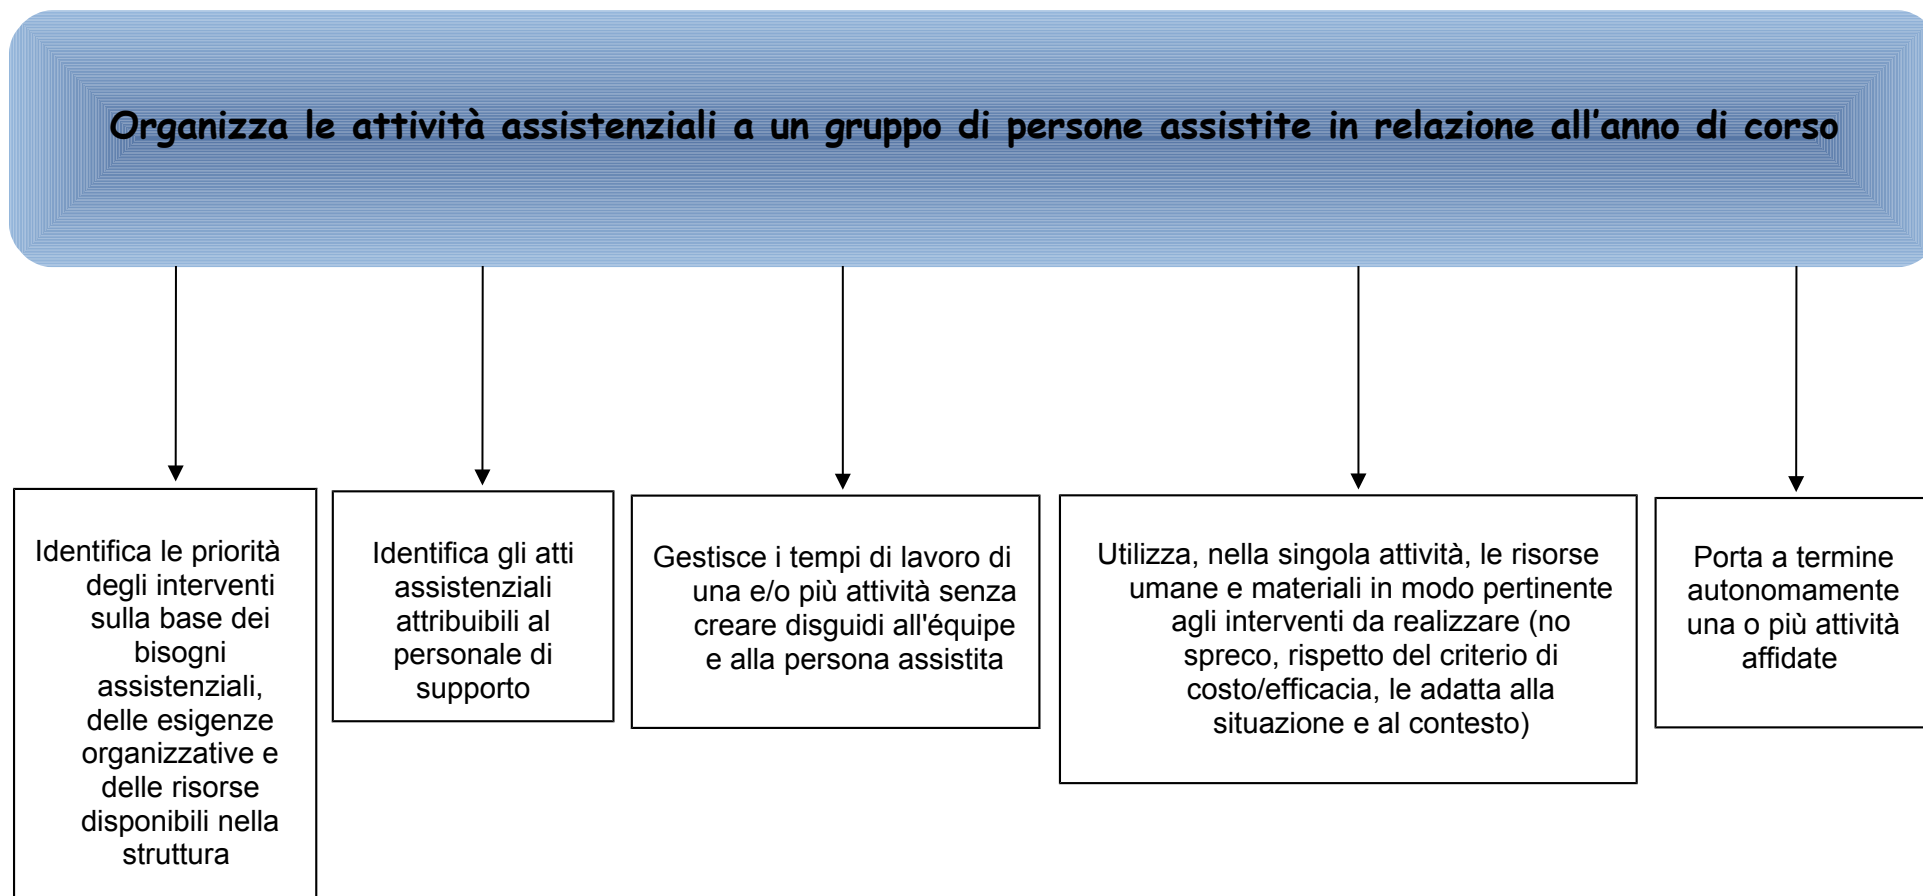 Organizza le attività assistenziali a un gruppo di persone assistite in relazione all’anno di corso
Identifica le priorità
degli interventi
sulla base dei
bisogni
assistenziali,
delle esigenze
organizzative e
delle risorse
disponibili nella
struttura
Identifica gli atti
assistenziali
attribuibili al
personale di
supporto
Gestisce i tempi di lavoro di
una e/o più attività senza
creare disguidi all'équipe
e alla persona assistita
Utilizza, nella singola attività, le risorse
umane e materiali in modo pertinente
agli interventi da realizzare (no
spreco, rispetto del criterio di
costo/efficacia, le adatta alla
situazione e al contesto)
Porta a termine
autonomamente
una o più attività
affidate